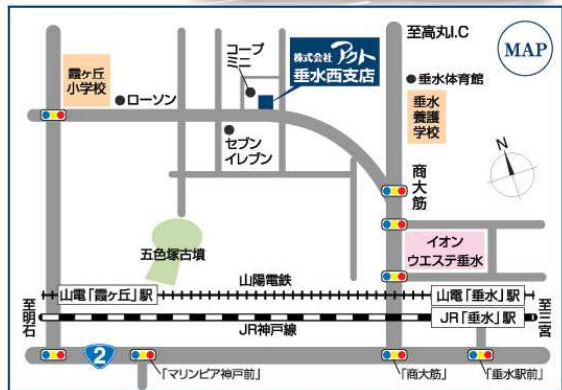 至高丸I.C
MAP
コープ
ミニ
株式会社アクト
垂水西支店
霞ヶ丘
小学校
ローソン
垂水体育館
垂水
養護
学校
セブン
イレブン
商大筋
N
五色塚古墳
イオン
ウエステ垂水
山陽電鉄
山電「霞ヶ丘」駅
山電「垂水」駅
至明石
至三宮
JR「垂水」駅
JR神戸線
2
「マリンピア神戸前」
「商大筋」
「垂水駅前」